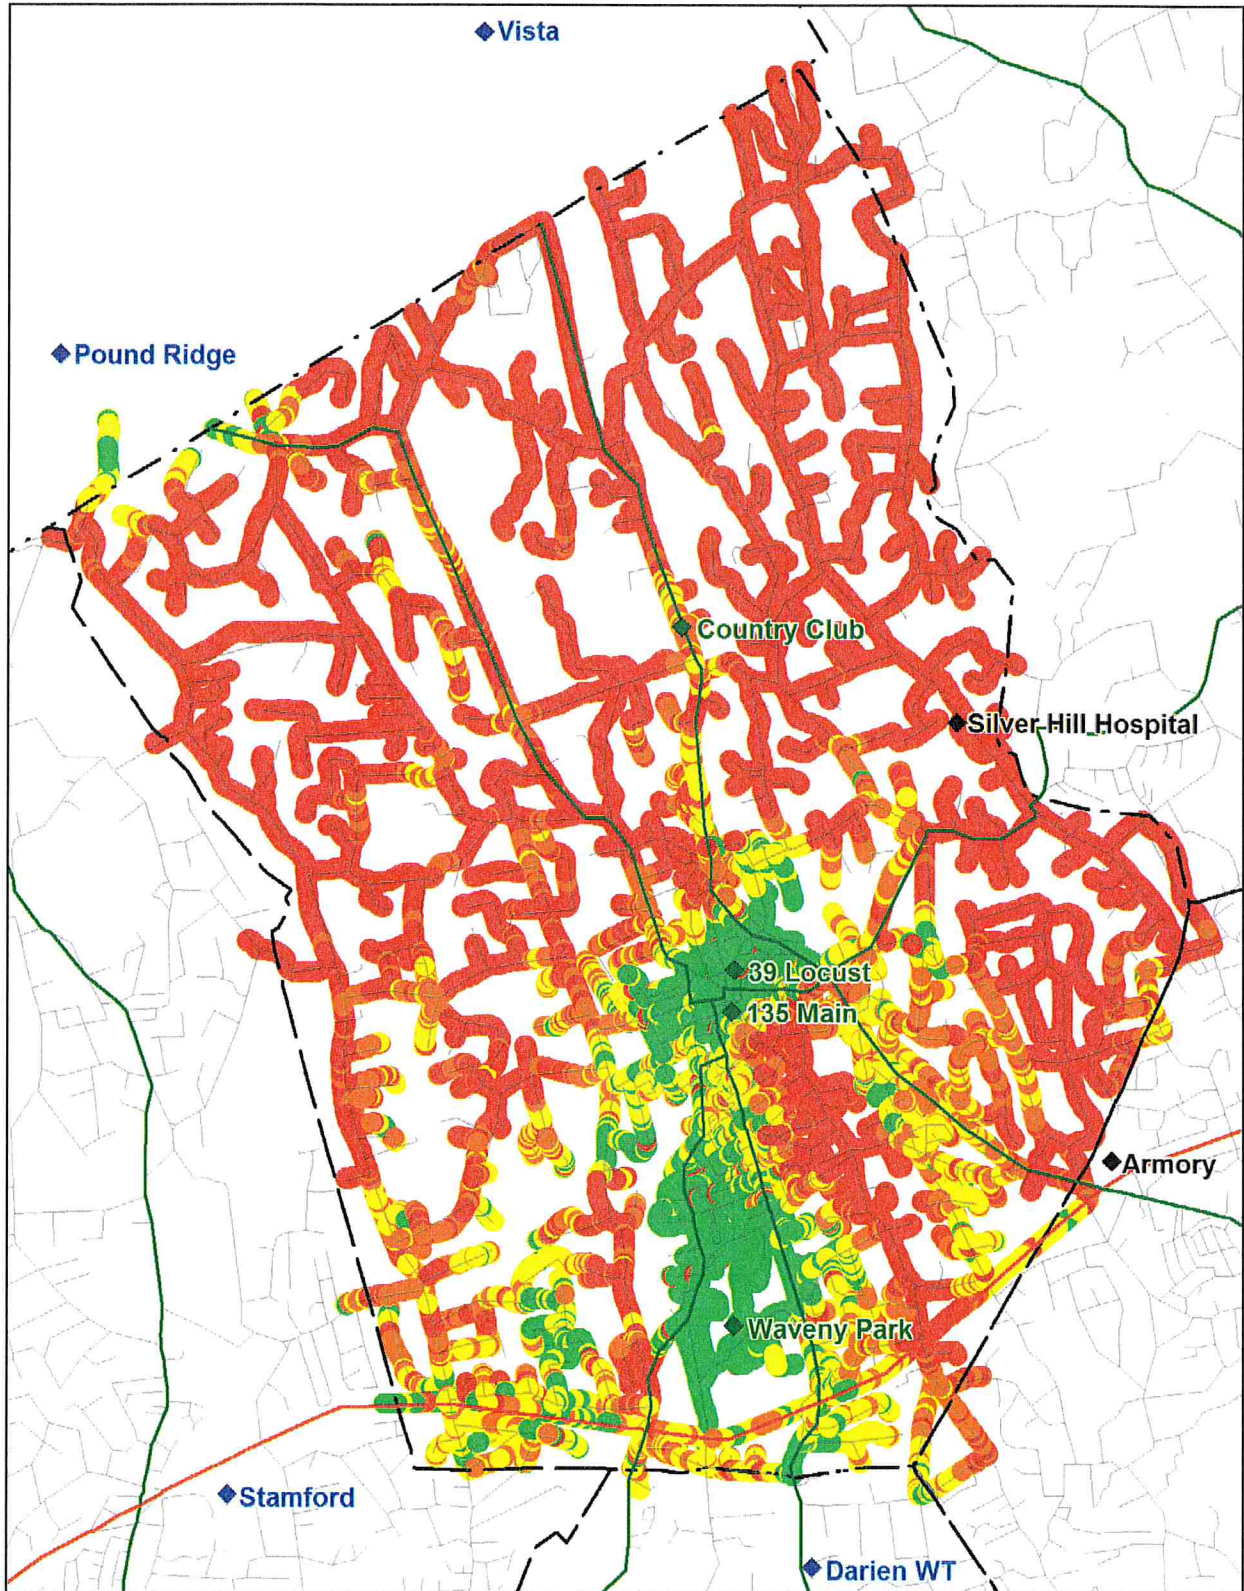 Vista
Pound Ridge
Country Club
Silver Hill Hospital
39 Locust
135 Main
Armory
Waveny Park
Stamford
Darien WT